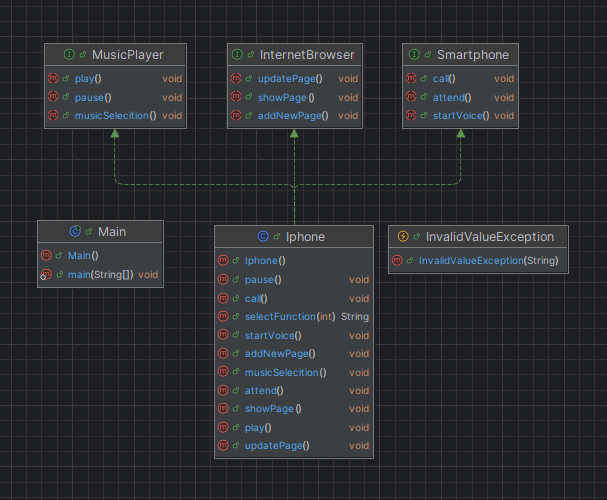 MusicPlayer
play() void
pause() void
musicSelecition() void
InternetBrowser
updatePage() void
showPage() void
addNewPage() void
Smartphone
call() void
attend() void
startVoice() void
Main
Main()
main(String[]) void
Iphone
Iphone()
pause() void
call() void
selectFunction(int) String
startVoice() void
addNewPage() void
musicSelecition() void
attend() void
showPage() void
play() void
updatePage() void
InvalidValueException
InvalidValueException(String)